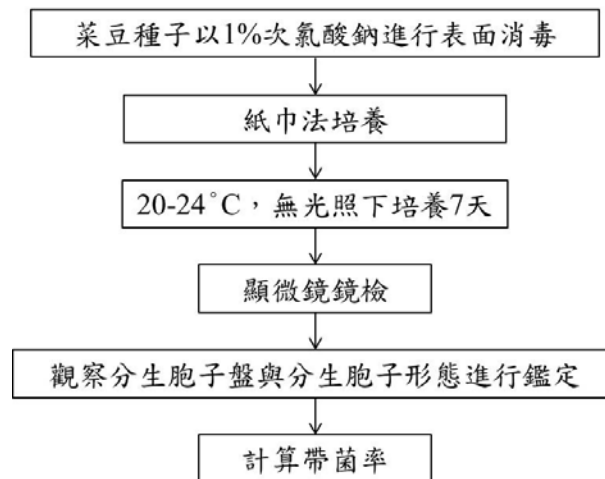 菜豆種子以1%次氯酸鈉進行表面消毒
紙巾法培養
20-24°C，無光照下培養7天
顯微鏡鏡檢
觀察分生胞子盤與分生胞子形態進行鑑定
計算帶菌率